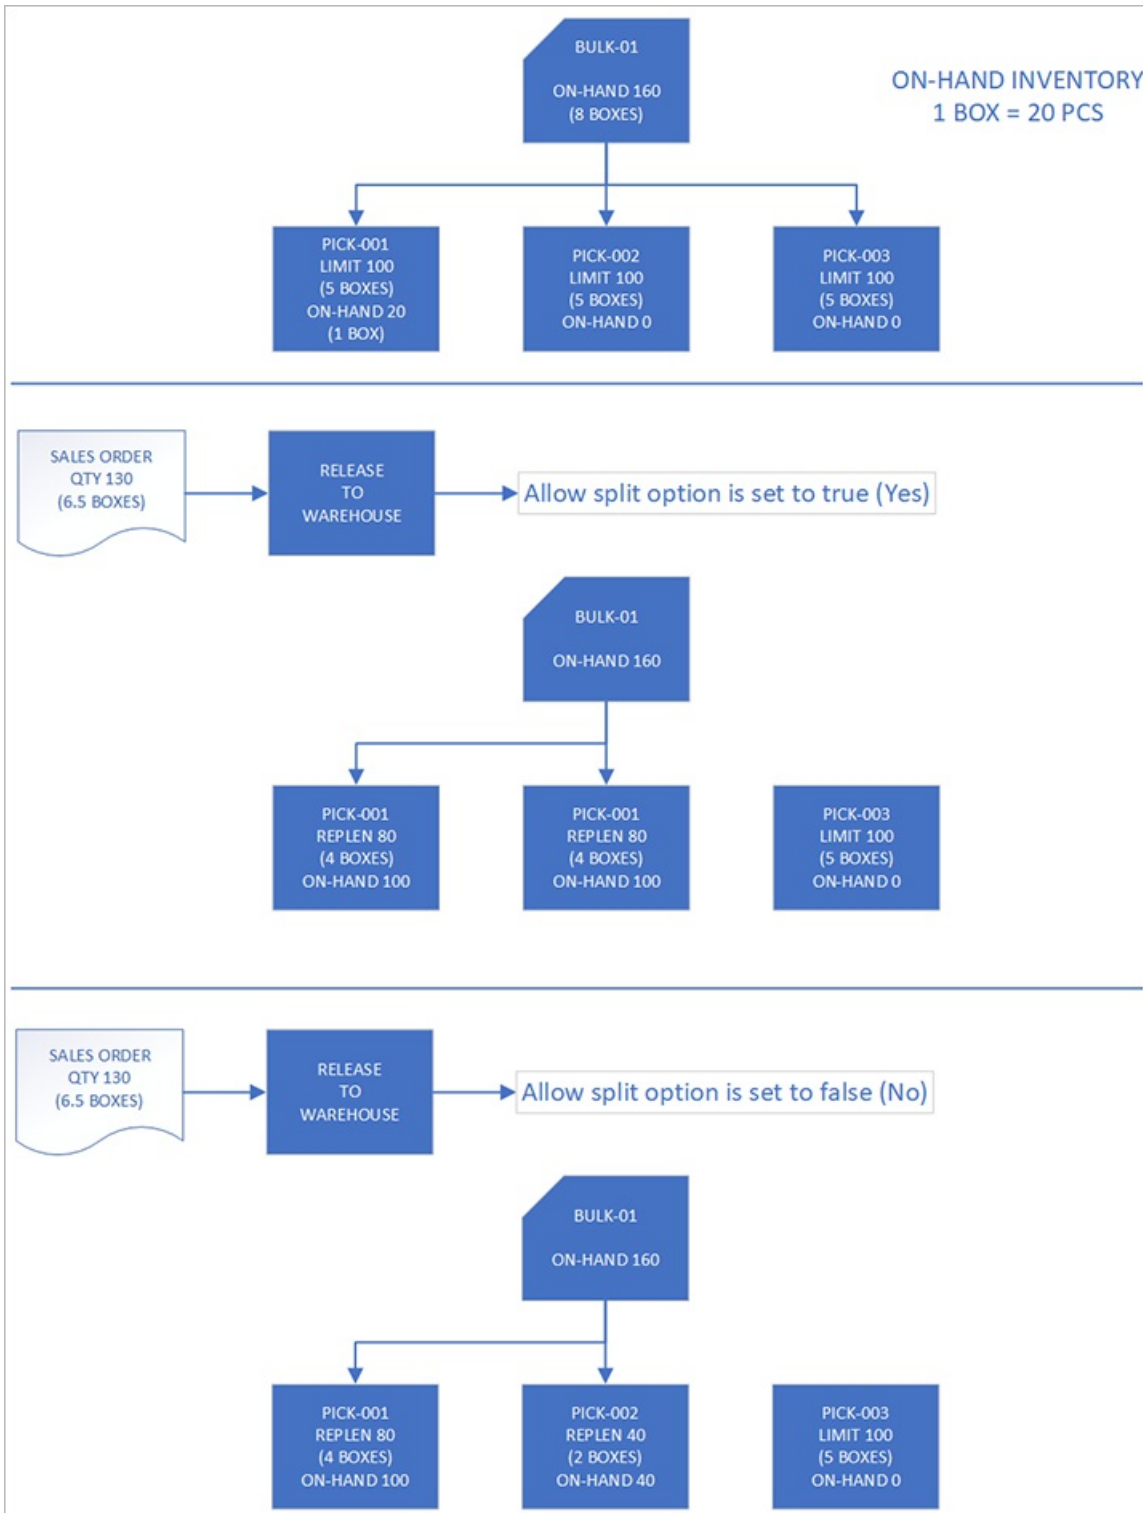 BULK-01
ON-HAND 160
(8 BOXES)
ON-HAND INVENTORY
1 BOX = 20 PCS
PICK-001
LIMIT 100
(5 BOXES)
ON-HAND 20
(1 BOX)
PICK-002
LIMIT 100
(5 BOXES)
ON-HAND 0
PICK-003
LIMIT 100
(5 BOXES)
ON-HAND 0
SALES ORDER
QTY 130
(6.5 BOXES)
RELEASE
TO
WAREHOUSE
Allow split option is set to true (Yes)
BULK-01
ON-HAND 160
PICK-001
REPLEN 80
(4 BOXES)
ON-HAND 100
PICK-001
REPLEN 80
(4 BOXES)
ON-HAND 100
PICK-003
LIMIT 100
(5 BOXES)
ON-HAND 0
SALES ORDER
QTY 130
(6.5 BOXES)
RELEASE
TO
WAREHOUSE
Allow split option is set to false (No)
BULK-01
ON-HAND 160
PICK-001
REPLEN 80
(4 BOXES)
ON-HAND 100
PICK-002
REPLEN 40
(2 BOXES)
ON-HAND 40
PICK-003
LIMIT 100
(5 BOXES)
ON-HAND 0